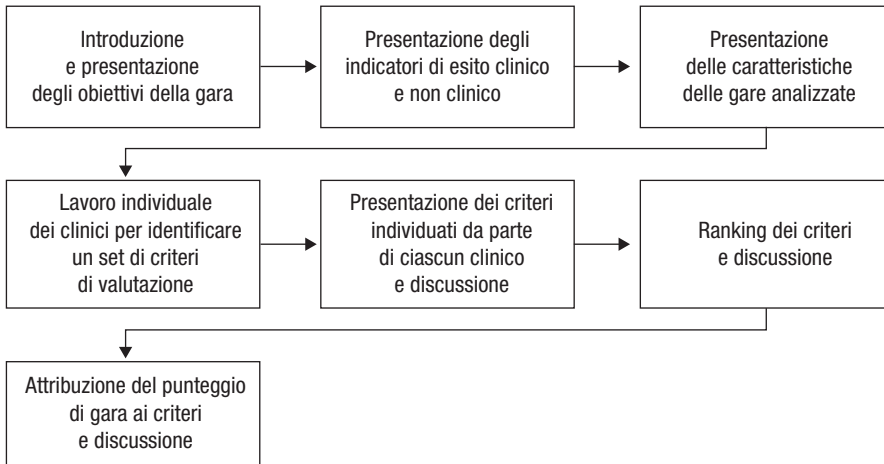 Introduzione
e presentazione
degli obiettivi della gara
Presentazione degli
indicatori di esito clinico
e non clinico
Presentazione
delle caratteristiche
delle gare analizzate
Lavoro individuale
dei clinici per identificare
un set di criteri
di valutazione
Presentazione dei criteri
individuati da parte
di ciascun clinico
e discussione
Ranking dei criteri
e discussione
Attribuzione del punteggio
di gara ai criteri
e discussione